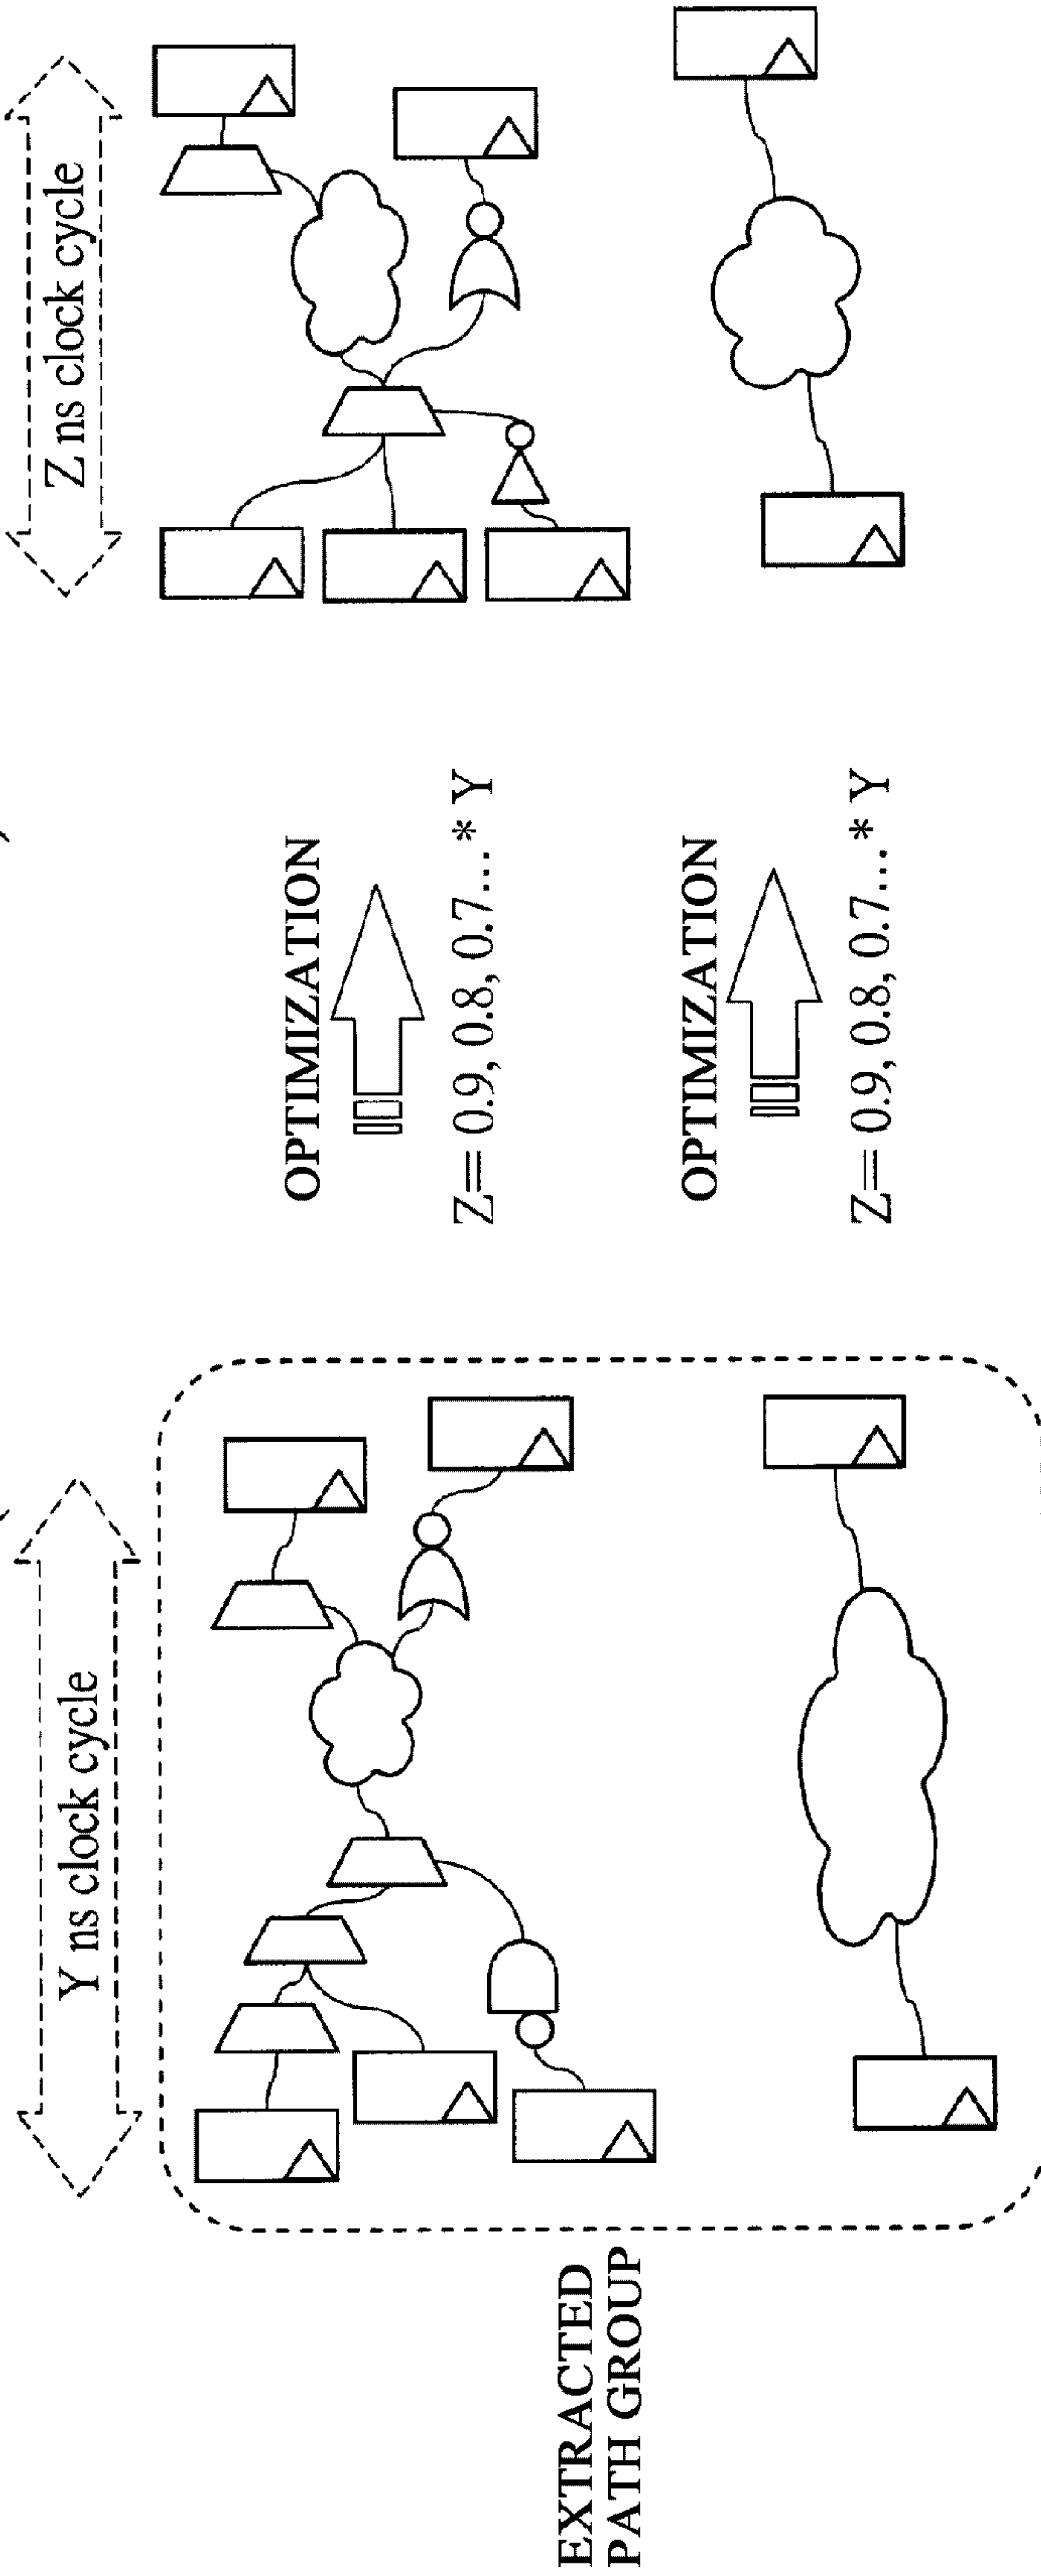 Y ns clock cycle
Z ns clock cycle
EXTRACTED
PATH GROUP
OPTIMIZATION
Z= 0.9, 0.8, 0.7...* Y
OPTIMIZATION
Z= 0.9, 0.8, 0.7...* Y